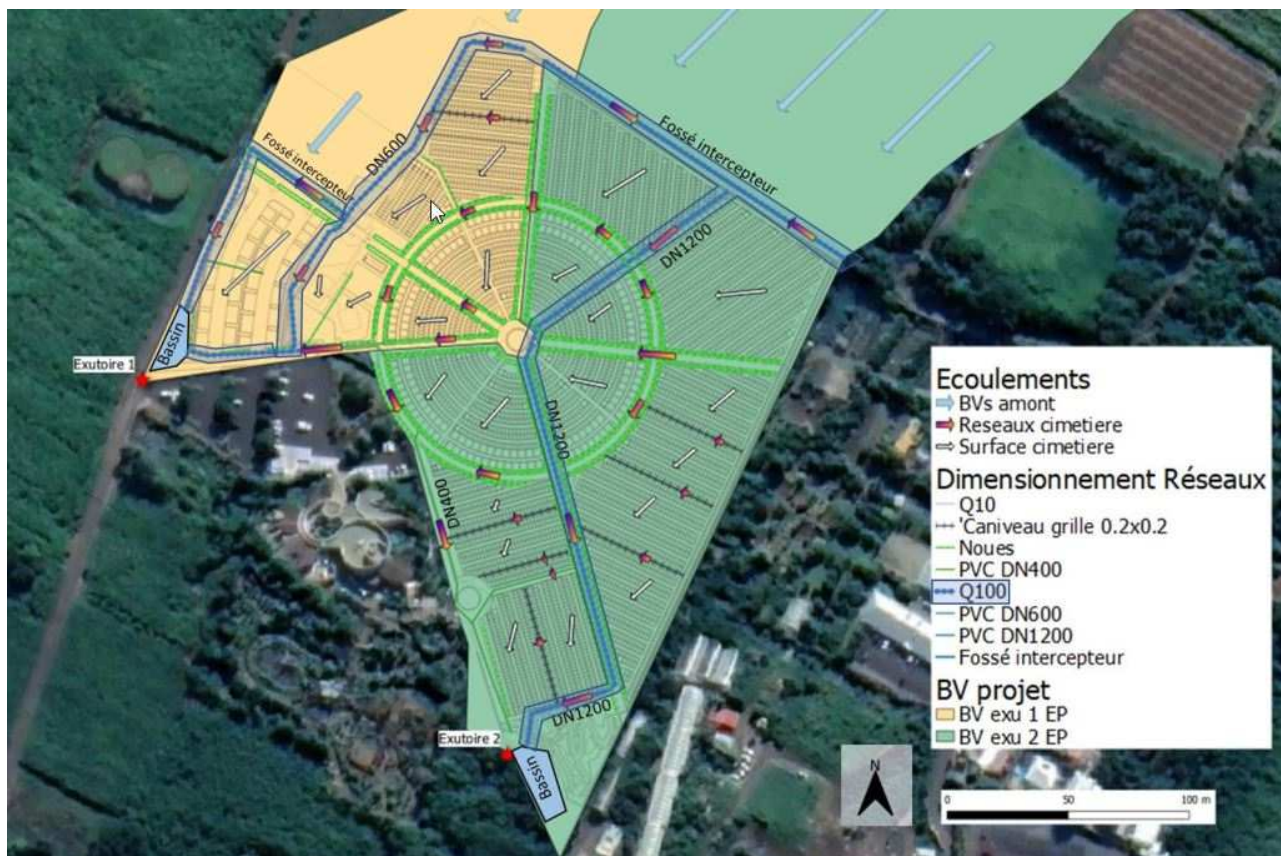 Fossé intercepteur
DN600
Fossé intercepteur
DN1200
Bassin
Exutoire 1
DN1200
DN400
DN1200
Exutoire 2
Bassin
Ecoulements
BVs amont
Reseaux cimetiere
Surface cimetiere
Dimensionnement Réseaux
Q10
'Caniveau grille 0.2x0.2
Noues
PVC DN400
Q100
PVC DN600
PVC DN1200
Fossé intercepteur
BV projet
BV exu 1 EP
BV exu 2 EP
N
0 50 100 m